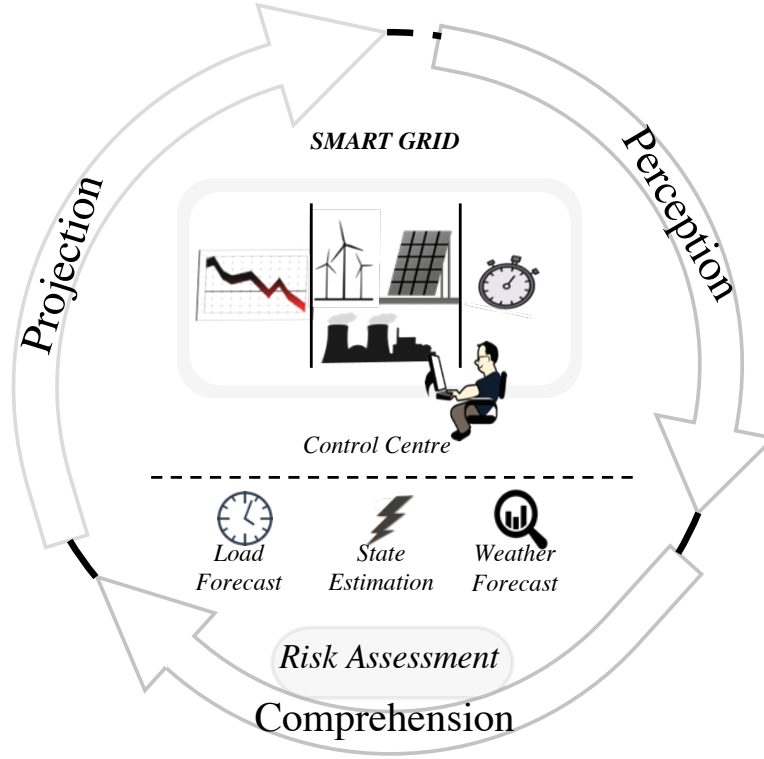 SMART GRID
Perception
Projection
Control Centre
Load
Forecast
State
Estimation
Weather
Forecast
Risk Assessment
Comprehension